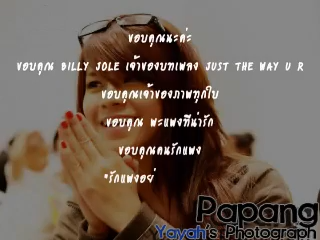 ขอบคุณนะค่ะ
ขอบคุณ BILLY JOLE เจ้าของบทเพลง JUST THE WAY U R
ขอบคุณเจ้าของภาพทุกใบ
ขอบคุณ พะแพงที่น่ารัก
ขอบคุณคนรักแพง
*รักแพงอยู่
Papang
Yayah's Photograph